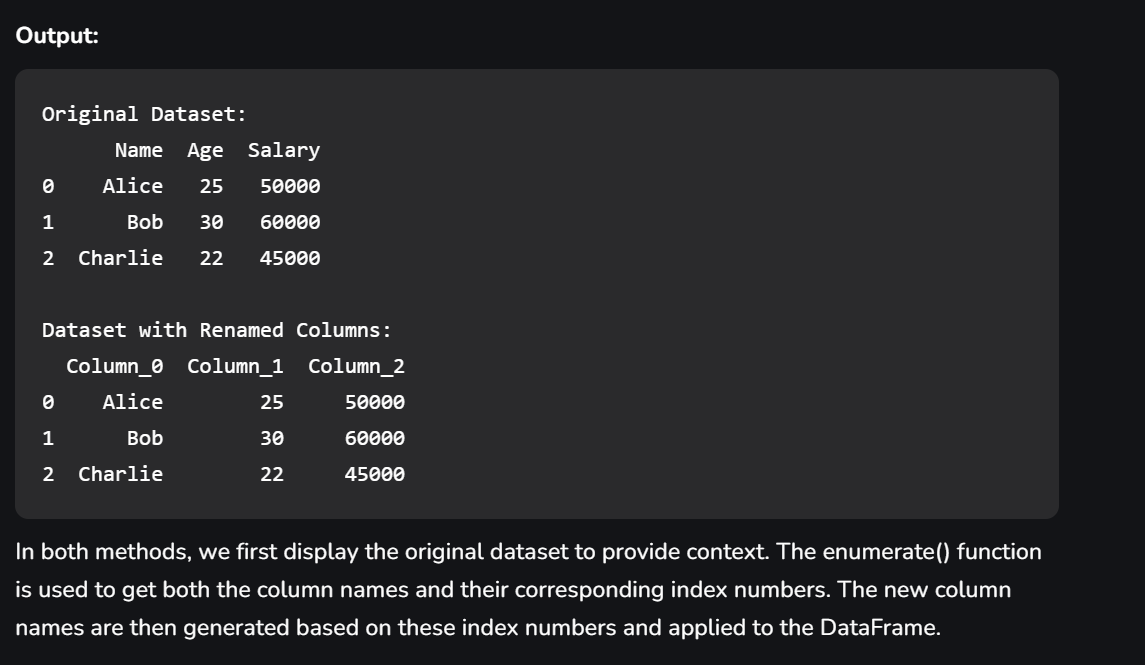 Output:
Original Dataset:
      Name  Age  Salary
0    Alice   25   50000
1      Bob   30   60000
2  Charlie   22   45000
Dataset with Renamed Columns:
  Column_0  Column_1  Column_2
0    Alice        25     50000
1      Bob        30     60000
2  Charlie        22     45000
In both methods, we first display the original dataset to provide context. The enumerate() function
is used to get both the column names and their corresponding index numbers. The new column
names are then generated based on these index numbers and applied to the DataFrame.